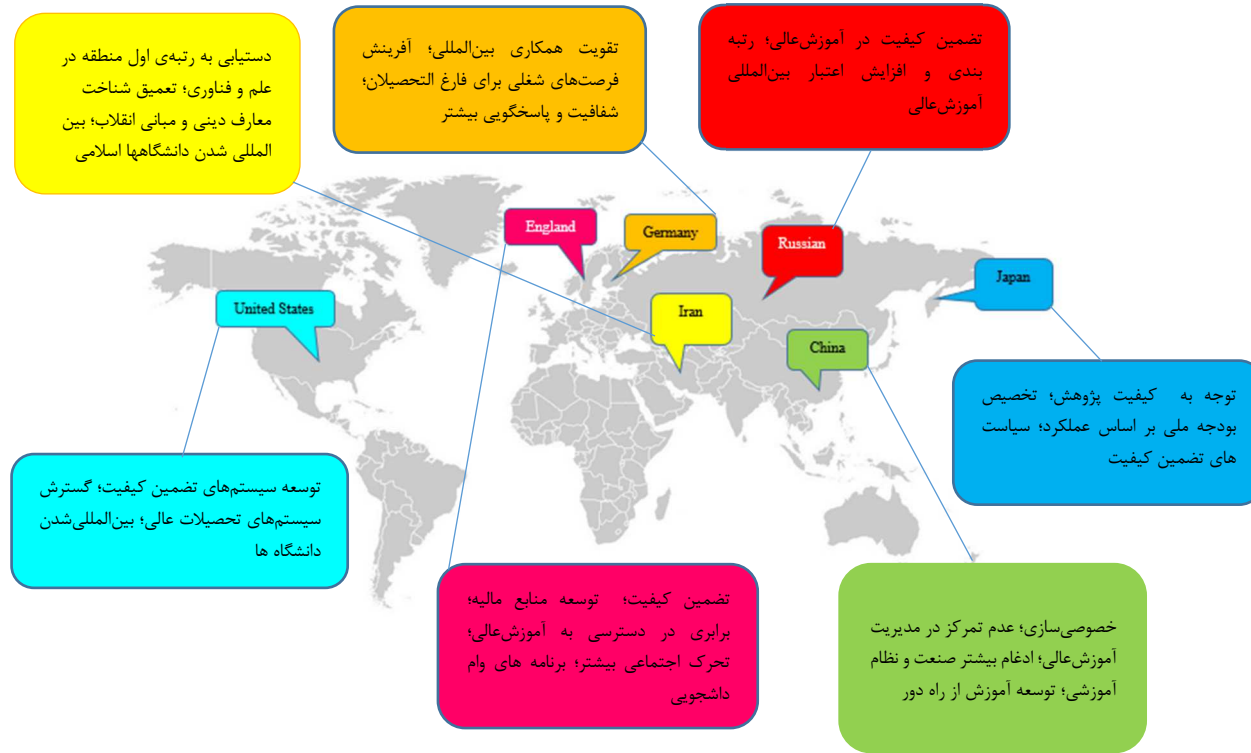 تضمین کیفیت در آموزش‌عالی؛ رتبه
بندی و افزایش اعتبار بین‌المللی
آموزش‌عالی
تقویت همکاری بین‌المللی؛ آفرینش
فرصت‌های شغلی برای فارغ التحصیلان؛
شفافیت و پاسخگویی بیشتر
دستیابی به رتبه‌ی اول منطقه در
علم و فناوری؛ تعمیق شناخت
معارف دینی و مبانی انقلاب؛ بین
المللی شدن دانشگاهها اسلامی
England
Germany
Russian
Japan
United States
Iran
China
توجه به کیفیت پژوهش؛ تخصیص
بودجه ملی بر اساس عملکرد؛ سیاست
های تضمین کیفیت
توسعه سیستم‌های تضمین کیفیت؛ گسترش
سیستم‌های تحصیلات عالی؛ بین‌المللی‌شدن
دانشگاه ها
تضمین کیفیت؛ توسعه منابع مالیه؛
برابری در دسترسی به آموزش‌عالی؛
تحرک اجتماعی بیشتر؛ برنامه های وام
داشجویی
خصوصی‌سازی؛ عدم تمرکز در مدیریت
آموزش‌عالی؛ ادغام بیشتر صنعت و نظام
آموزشی؛ توسعه آموزش از راه دور